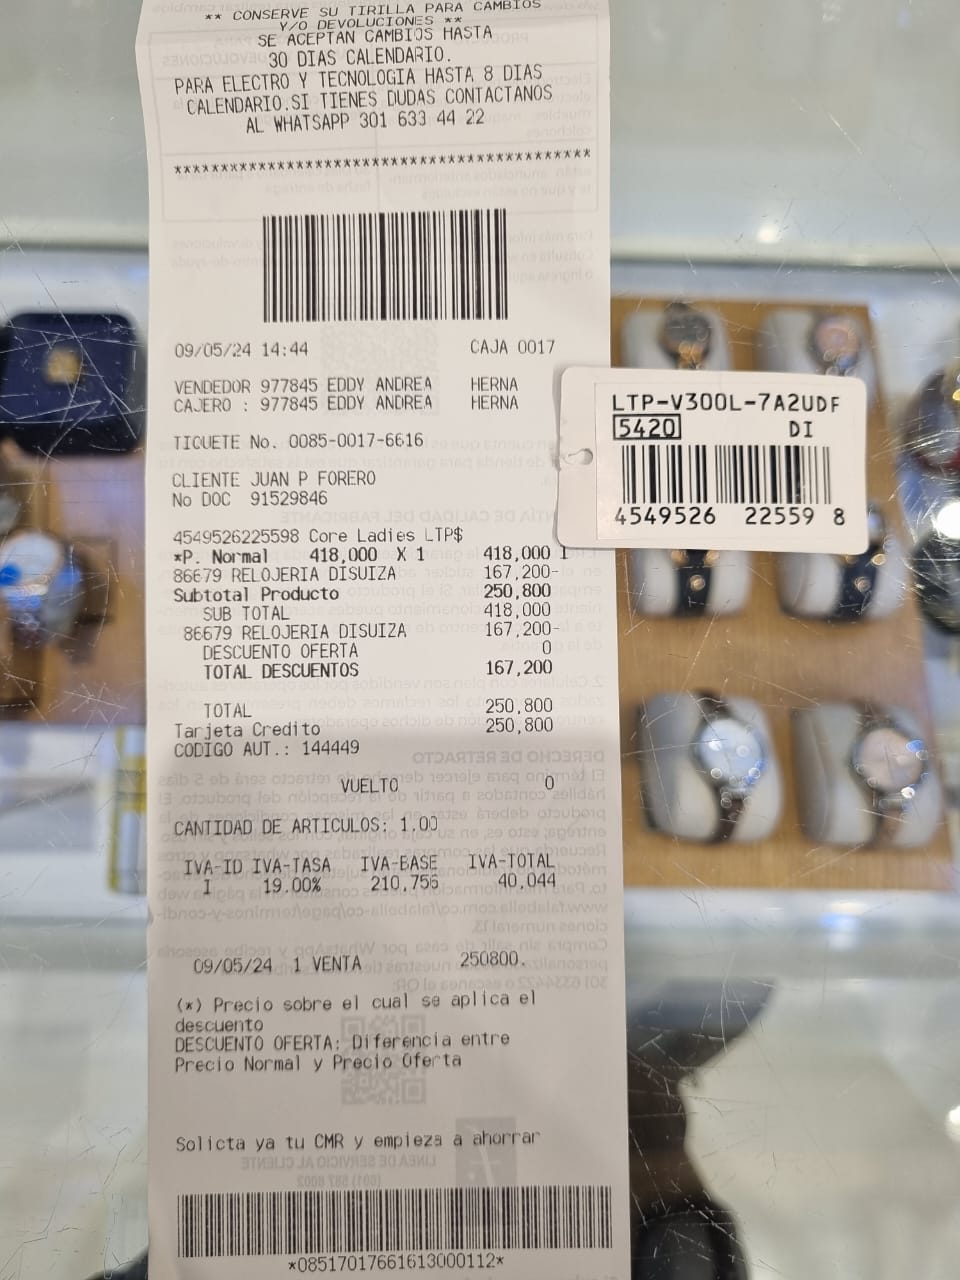 ** CONSERVE SU TIRILLA PARA CAMBIOS
Y/O DEVOLUCIONES **
SE ACEPTAN CAMBIOS HASTA
30 DIAS CALENDARIO.
PARA ELECTRO Y TECNOLOGIA HASTA 8 DIAS
CALENDARIO.SI TIENES DUDAS CONTACTANOS
AL WHATSAPP 301 633 44 22
*********************************************
09/05/24 14:44 CAJA 0017
VENDEDOR 977845 EDDY ANDREA HERNA
CAJERO : 977845 EDDY ANDREA HERNA
TIQUETE No. 0085-0017-6616
CLIENTE JUAN P FORERO
No DOC 91529846
4549526225598 Core Ladies LTP$
*P. Normal 418,000 X 1 418,000 I
86679 RELOJERIA DISUIZA 167,200-
Subtotal Producto 250,800
SUB TOTAL 418,000
86679 RELOJERIA DISUIZA 167,200-
DESCUENTO OFERTA 0
TOTAL DESCUENTOS 167,200
TOTAL 250,800
Tarjeta Credito 250,800
CODIGO AUT.: 144449
VUELTO 0
CANTIDAD DE ARTICULOS: 1.00
IVA-ID IVA-TASA IVA-BASE IVA-TOTAL
I 19.00% 210,756 40,044
09/05/24 1 VENTA 250800.
(*) Precio sobre el cual se aplica el
descuento
DESCUENTO OFERTA: Diferencia entre
Precio Normal y Precio Oferta
Solicta ya tu CMR y empieza a ahorrar
*08517017661613000112*
LTP-V300L-7A2UDF
5420 DI
4549526 22559 8